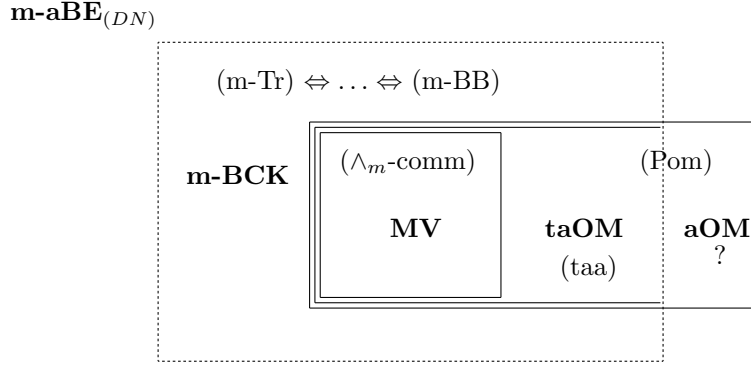 m-aBE(DN)
(m-Tr) ⇔ … ⇔ (m-BB)
(∧m-comm) (Pom)
m-BCK
MV taOM aOM
(taa) ?